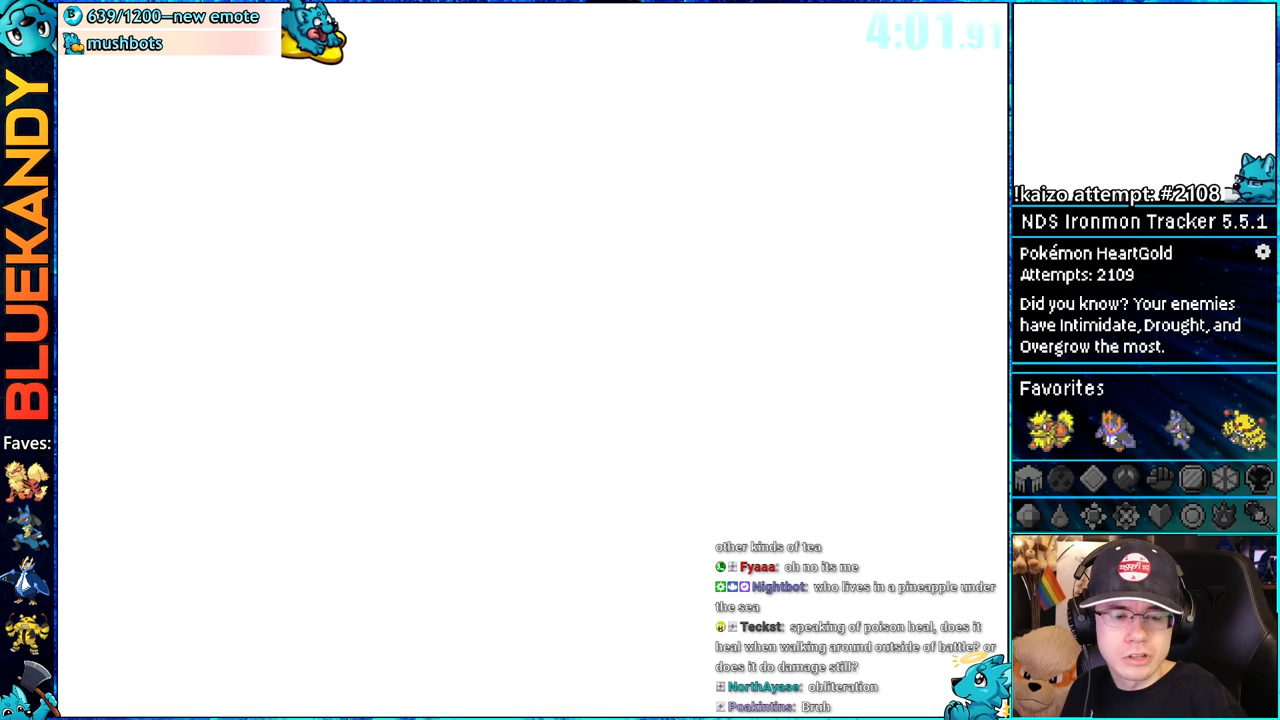 639/1200—new emote
mushbots
4:01.91
BLUEKANDY
Faves:
!kaizo attempt: #2108
NDS Ironmon Tracker 5.5.1
Pokémon HeartGold
Attempts: 2109
Did you know? Your enemies
have Intimidate, Drought, and
Overgrow the most.
Favorites
other kinds of tea
Fyaaa: oh no its me
Nightbot: who lives in a pineapple under
the sea
Teckst: speaking of poison heal, does it
heal when walking around outside of battle? or
does it do damage still?
NorthAyase: obliteration
Poakintins: Bruh